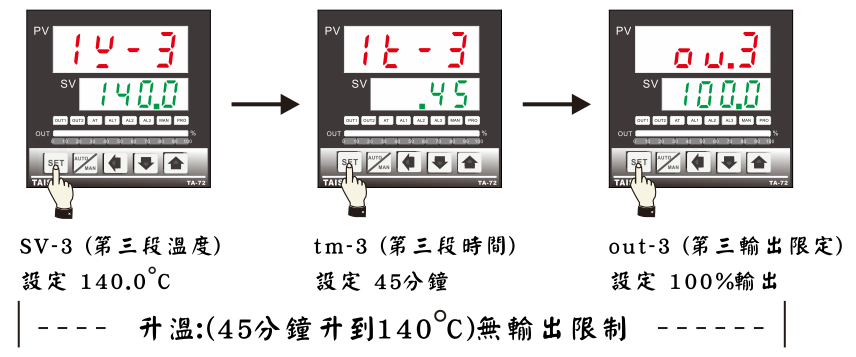 PV PV PV
1V-3 1t-3 ou.3
SV SV SV
140.0 .45 100.0
OUT1 OUT2 AT AL1 AL2 AL3 MAN PRO OUT1 OUT2 AT AL1 AL2 AL3 MAN PRO OUT1 OUT2 AT AL1 AL2 AL3 MAN PRO
OUT % OUT % OUT %
SET AUTO MAN SET AUTO MAN SET AUTO MAN
TAIS TA-72 TAIS TA-72 TAIS TA-72
SV-3 (第三段溫度) tm-3 (第三段時間) out-3 (第三輸出限定)
設定 140.0°C 設定 45分鐘 設定 100%輸出
---- 升溫:(45分鐘升到140°C)無輸出限制 ------